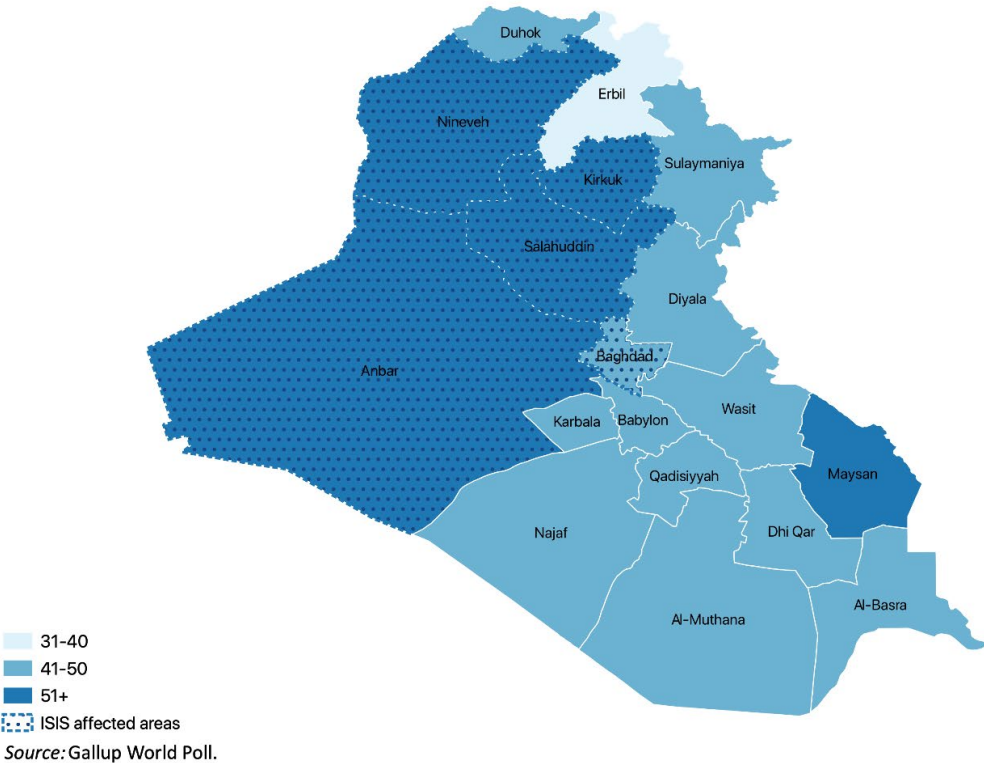 Duhok
Erbil
Nineveh
Sulaymaniya
Kirkuk
Salahuddin
Diyala
Baghdad
Anbar
Wasit
Karbala
Babylon
Maysan
Qadisiyyah
Najaf
Dhi Qar
Al-Basra
Al-Muthana
31-40
41-50
51+
ISIS affected areas
Source: Gallup World Poll.